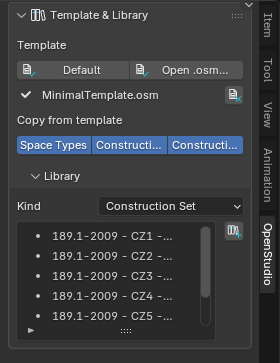 Template & Library
Template
Default
Open .osm...
MinimalTemplate.osm
Copy from template
Space Types
Constructi...
Constructi...
Library
Kind
Construction Set
189.1-2009 - CZ1 -...
189.1-2009 - CZ2 -...
189.1-2009 - CZ3 -...
189.1-2009 - CZ4 -...
189.1-2009 - CZ5 -...
Item
Tool
View
Animation
OpenStudio